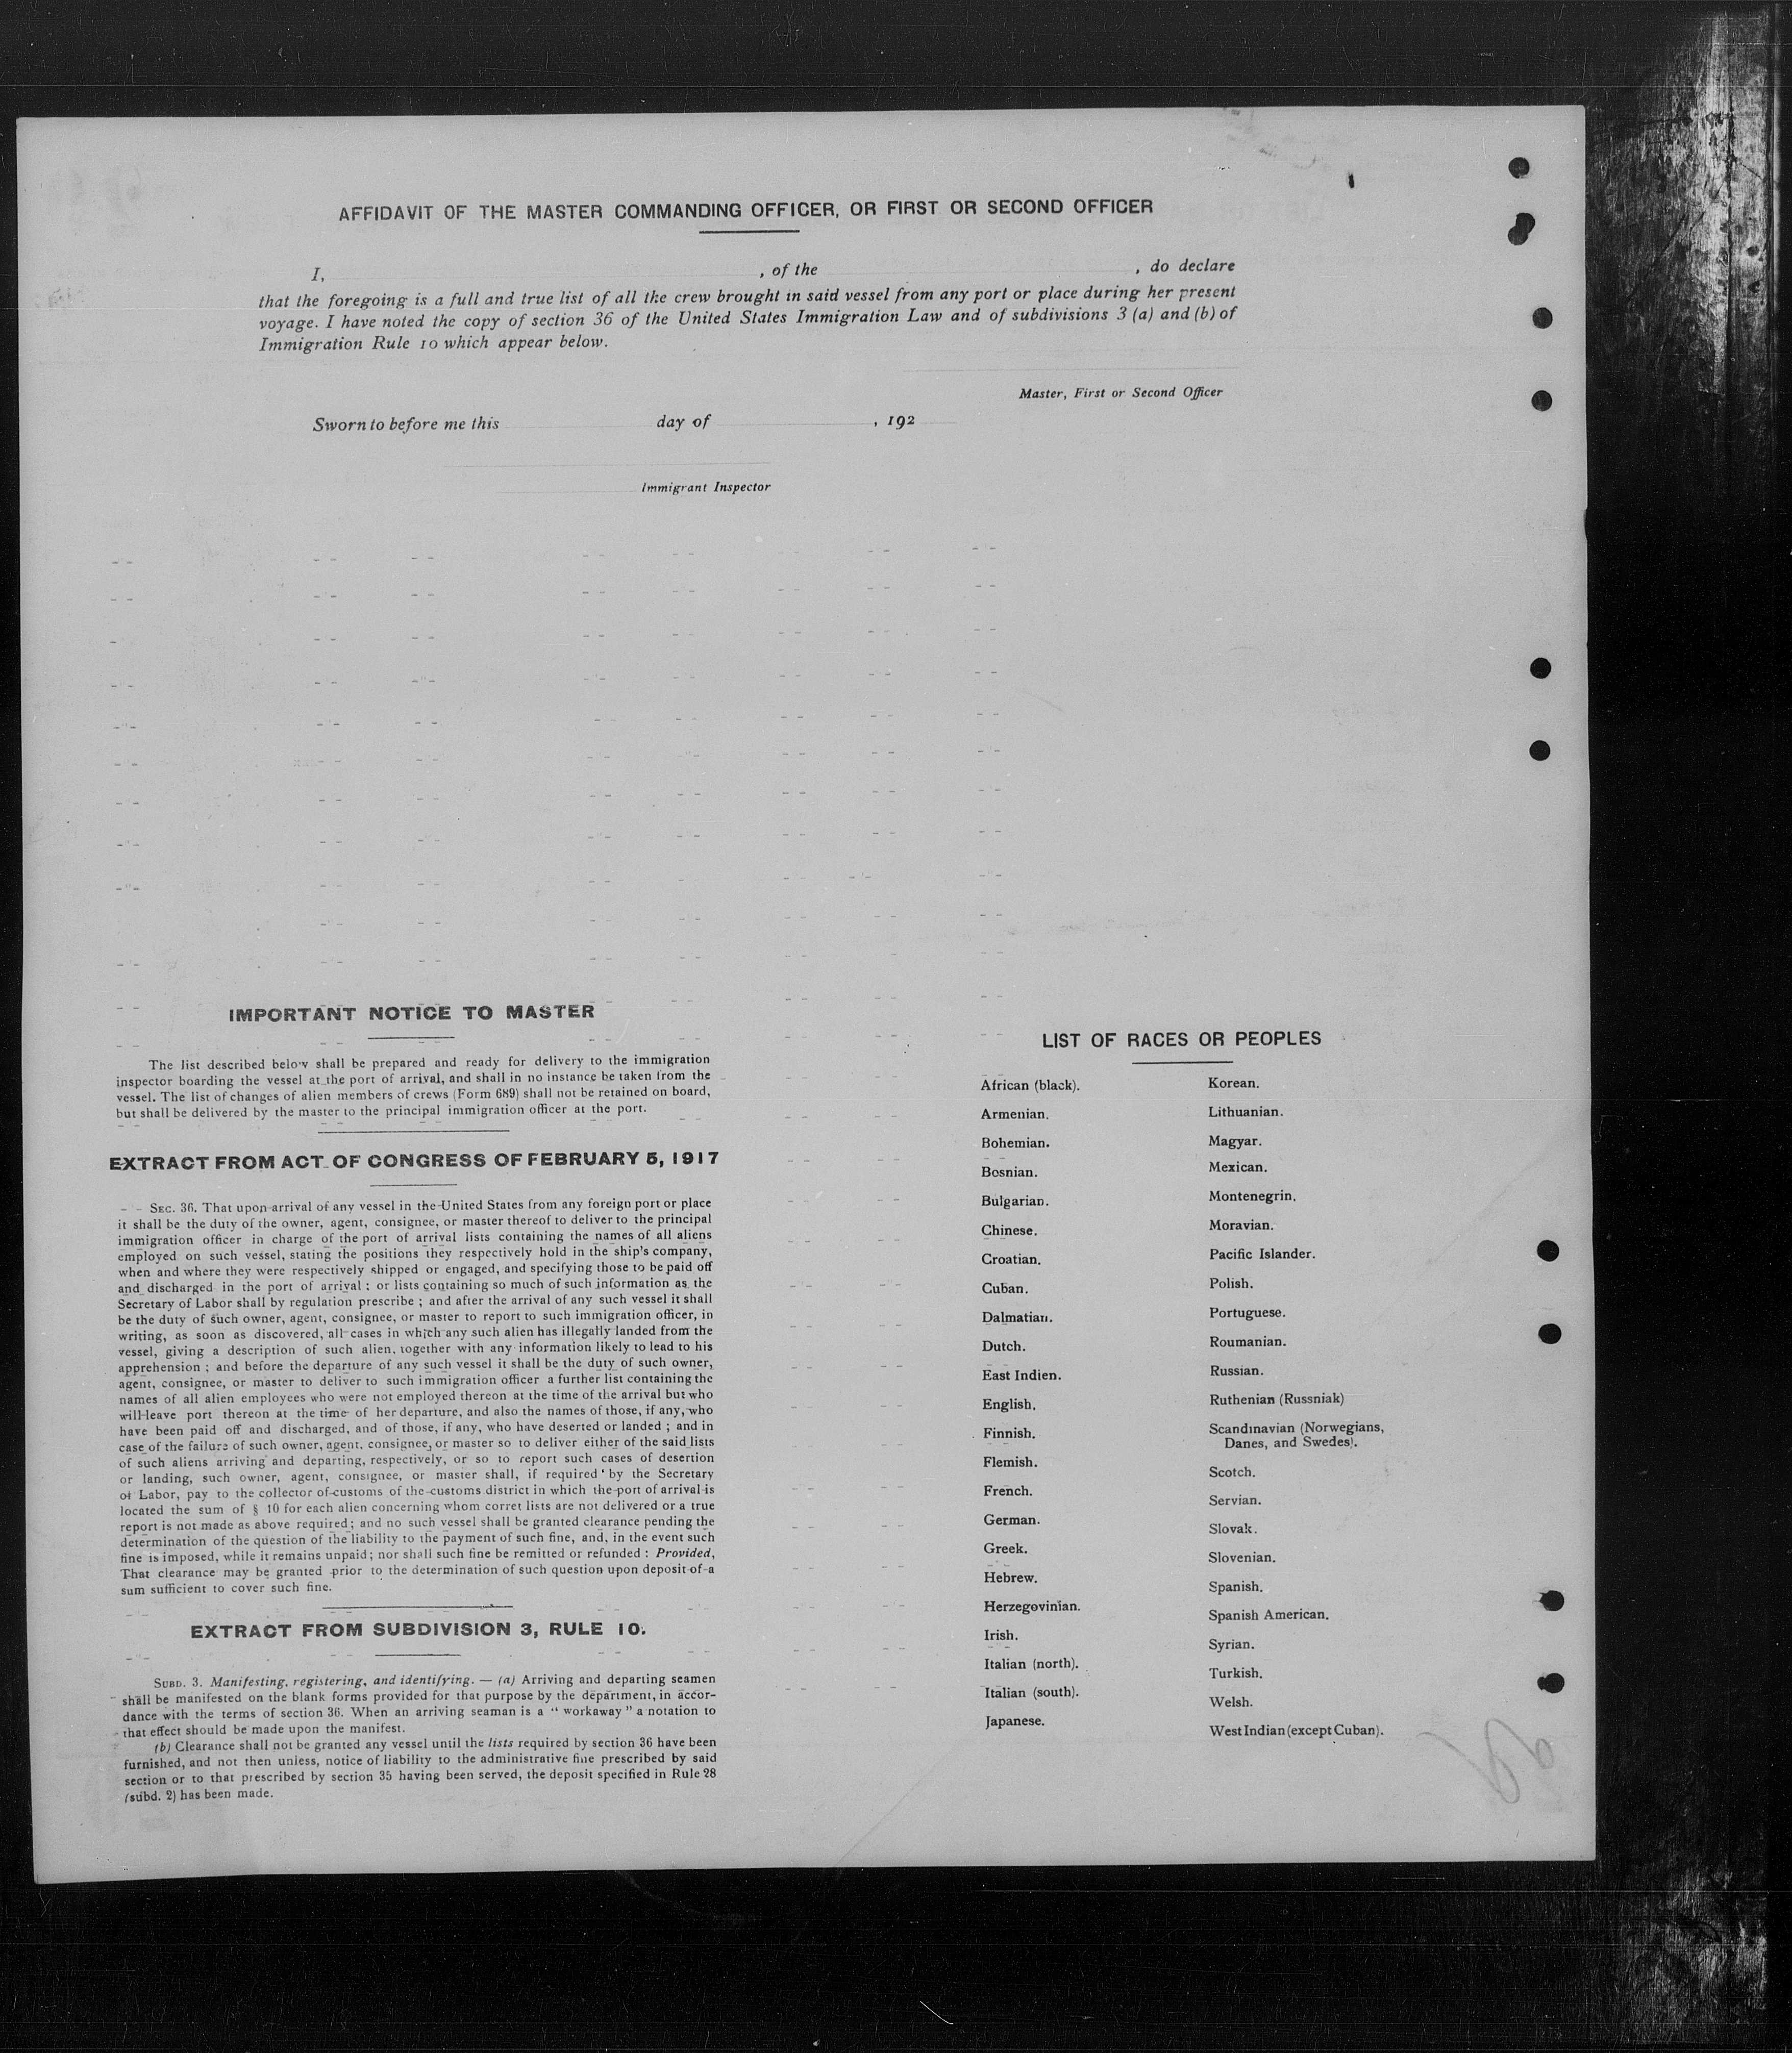 AFFIDAVIT OF THE MASTER COMMANDING OFFICER, OR FIRST OR SECOND OFFICER
I, , of the , do declare
that the foregoing is a full and true list of all the crew brought in said vessel from any port or place during her present
voyage. I have noted the copy of section 36 of the United States Immigration Law and of subdivisions 3 (a) and (b) of
Immigration Rule 10 which appear below.
Master, First or Second Officer
Sworn to before me this day of , 192
Immigrant Inspector
IMPORTANT NOTICE TO MASTER
The list described below shall be prepared and ready for delivery to the immigration
inspector boarding the vessel at the port of arrival, and shall in no instance be taken from the
vessel. The list of changes of alien members of crews (Form 689) shall not be retained on board,
but shall be delivered by the master to the principal immigration officer at the port.
EXTRACT FROM ACT OF CONGRESS OF FEBRUARY 5, 1917
SEC. 36. That upon arrival of any vessel in the United States from any foreign port or place
it shall be the duty of the owner, agent, consignee, or master thereof to deliver to the principal
immigration officer in charge of the port of arrival lists containing the names of all aliens
employed on such vessel, stating the positions they respectively hold in the ship's company,
when and where they were respectively shipped or engaged, and specifying those to be paid off
and discharged in the port of arrival ; or lists containing so much of such information as the
Secretary of Labor shall by regulation prescribe ; and after the arrival of any such vessel it shall
be the duty of such owner, agent, consignee, or master to report to such immigration officer, in
writing, as soon as discovered, all cases in which any such alien has illegally landed from the
vessel, giving a description of such alien, together with any information likely to lead to his
apprehension ; and before the departure of any such vessel it shall be the duty of such owner,
agent, consignee, or master to deliver to such immigration officer a further list containing the
names of all alien employees who were not employed thereon at the time of the arrival but who
will leave port thereon at the time of her departure, and also the names of those, if any, who
have been paid off and discharged, and of those, if any, who have deserted or landed ; and in
case of the failure of such owner, agent, consignee, or master so to deliver either of the said lists
of such aliens arriving and departing, respectively, or so to report such cases of desertion
or landing, such owner, agent, consignee, or master shall, if required by the Secretary
of Labor, pay to the collector of customs of the customs district in which the port of arrival is
located the sum of § 10 for each alien concerning whom corret lists are not delivered or a true
report is not made as above required ; and no such vessel shall be granted clearance pending the
determination of the question of the liability to the payment of such fine, and, in the event such
fine is imposed, while it remains unpaid ; nor shall such fine be remitted or refunded : Provided,
That clearance may be granted prior to the determination of such question upon deposit of a
sum sufficient to cover such fine.
EXTRACT FROM SUBDIVISION 3, RULE 10.
SUBD. 3. Manifesting, registering, and identifying. — (a) Arriving and departing seamen
shall be manifested on the blank forms provided for that purpose by the department, in accor-
dance with the terms of section 36. When an arriving seaman is a " workaway " a notation to
that effect should be made upon the manifest.
(b) Clearance shall not be granted any vessel until the lists required by section 36 have been
furnished, and not then unless, notice of liability to the administrative fine prescribed by said
section or to that prescribed by section 35 having been served, the deposit specified in Rule 28
(subd. 2) has been made.
LIST OF RACES OR PEOPLES
African (black).
Armenian.
Bohemian.
Bosnian.
Bulgarian.
Chinese.
Croatian.
Cuban.
Dalmatian.
Dutch.
East Indien.
English.
Finnish.
Flemish.
French.
German.
Greek.
Hebrew.
Herzegovinian.
Irish.
Italian (north).
Italian (south).
Japanese.
Korean.
Lithuanian.
Magyar.
Mexican.
Montenegrin.
Moravian.
Pacific Islander.
Polish.
Portuguese.
Roumanian.
Russian.
Ruthenian (Russniak)
Scandinavian (Norwegians,
Danes, and Swedes).
Scotch.
Servian.
Slovak.
Slovenian.
Spanish.
Spanish American.
Syrian.
Turkish.
Welsh.
West Indian (except Cuban).